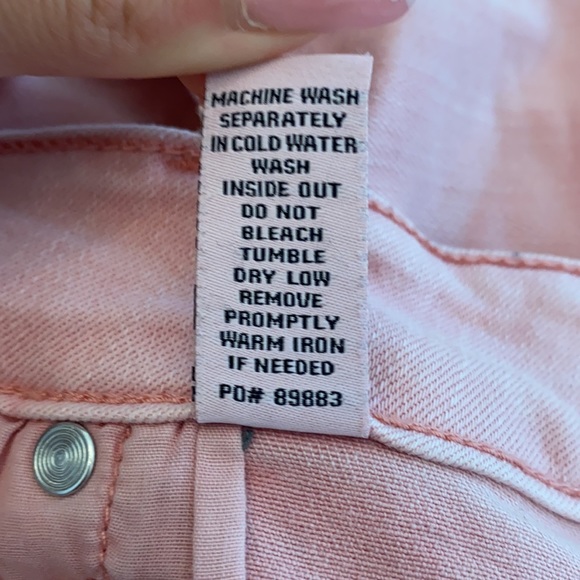 MACHINE WASH
SEPARATELY
IN COLD WATER
WASH
INSIDE OUT
DO NOT
BLEACH
TUMBLE
DRY LOW
REMOVE
PROMPTLY
WARM IRON
IF NEEDED
PO# 89883